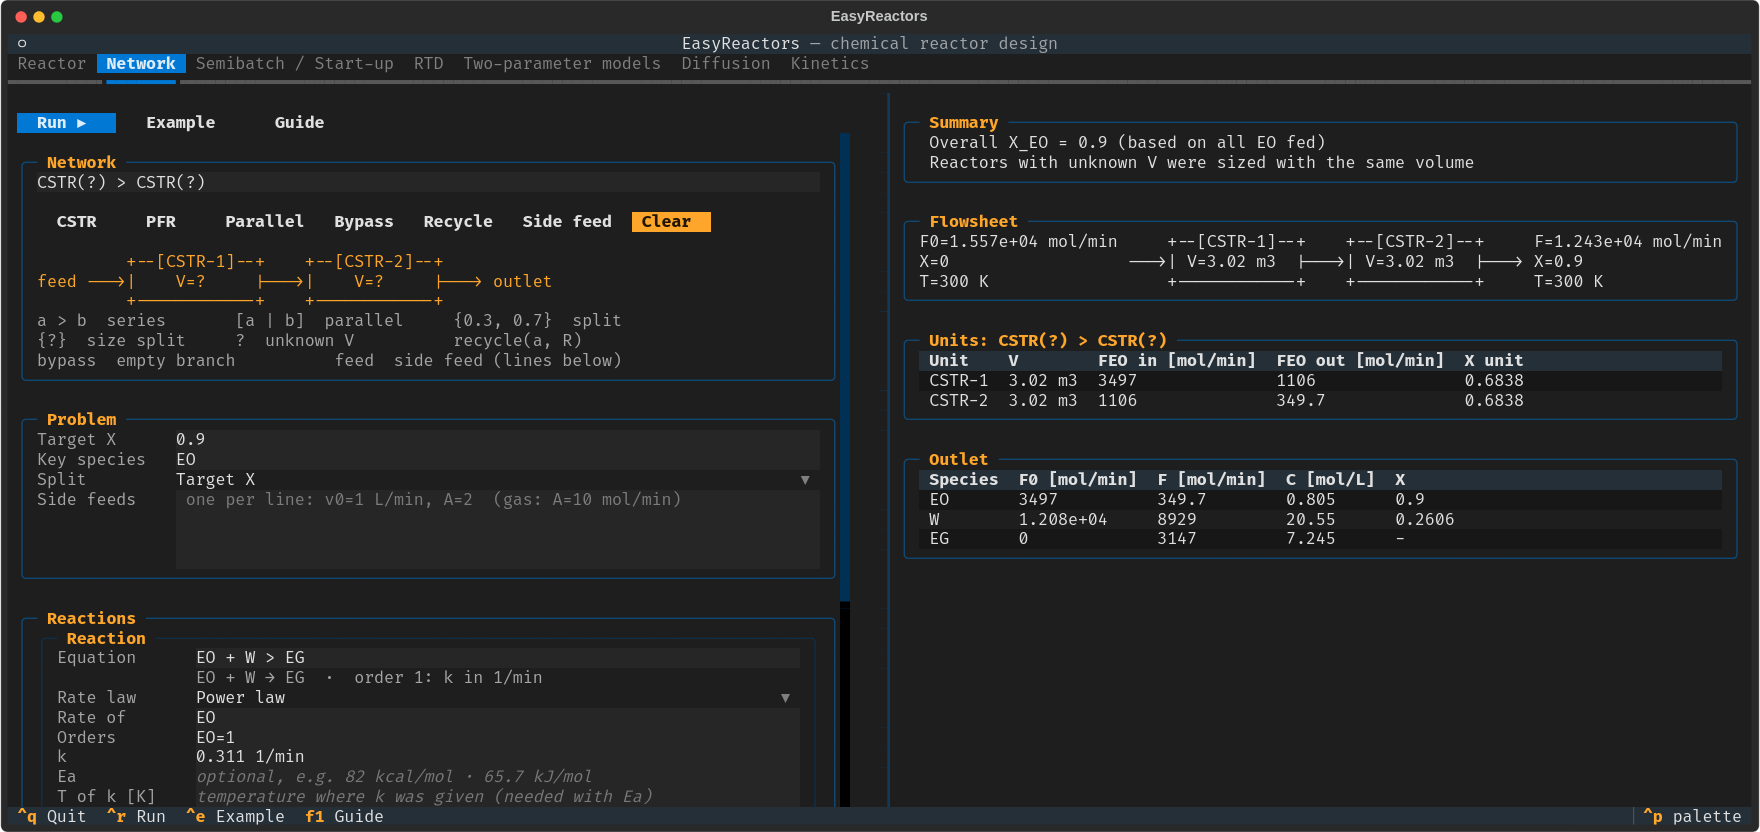 EasyReactors
EasyReactors — chemical reactor design
Reactor Network Semibatch / Start-up RTD Two-parameter models Diffusion Kinetics
Run ▶ Example Guide
Network
CSTR(?) > CSTR(?)
CSTR PFR Parallel Bypass Recycle Side feed Clear
+--[CSTR-1]--+ +--[CSTR-2]--+
feed ──→| V=? ├──→| V=? ├──→ outlet
+────────────+ +────────────+
a > b series [a | b] parallel {0.3, 0.7} split
{?} size split ? unknown V recycle(a, R)
bypass empty branch feed side feed (lines below)
Problem
Target X 0.9
Key species EO
Split Target X ▼
Side feeds one per line: v0=1 L/min, A=2 (gas: A=10 mol/min)
Reactions
Reaction
Equation EO + W > EG
EO + W → EG · order 1: k in 1/min
Rate law Power law ▼
Rate of EO
Orders EO=1
k 0.311 1/min
Ea optional, e.g. 82 kcal/mol · 65.7 kJ/mol
T of k [K] temperature where k was given (needed with Ea)
Summary
Overall X_EO = 0.9 (based on all EO fed)
Reactors with unknown V were sized with the same volume
Flowsheet
F0=1.557e+04 mol/min +--[CSTR-1]--+ +--[CSTR-2]--+ F=1.243e+04 mol/min
X=0 ──→| V=3.02 m3 ├──→| V=3.02 m3 ├──→ X=0.9
T=300 K +────────────+ +────────────+ T=300 K
Units: CSTR(?) > CSTR(?)
Unit V FEO in [mol/min] FEO out [mol/min] X unit
CSTR-1 3.02 m3 3497 1106 0.6838
CSTR-2 3.02 m3 1106 349.7 0.6838
Outlet
Species F0 [mol/min] F [mol/min] C [mol/L] X
EO 3497 349.7 0.805 0.9
W 1.208e+04 8929 20.55 0.2606
EG 0 3147 7.245 -
^q Quit ^r Run ^e Example f1 Guide ^p palette